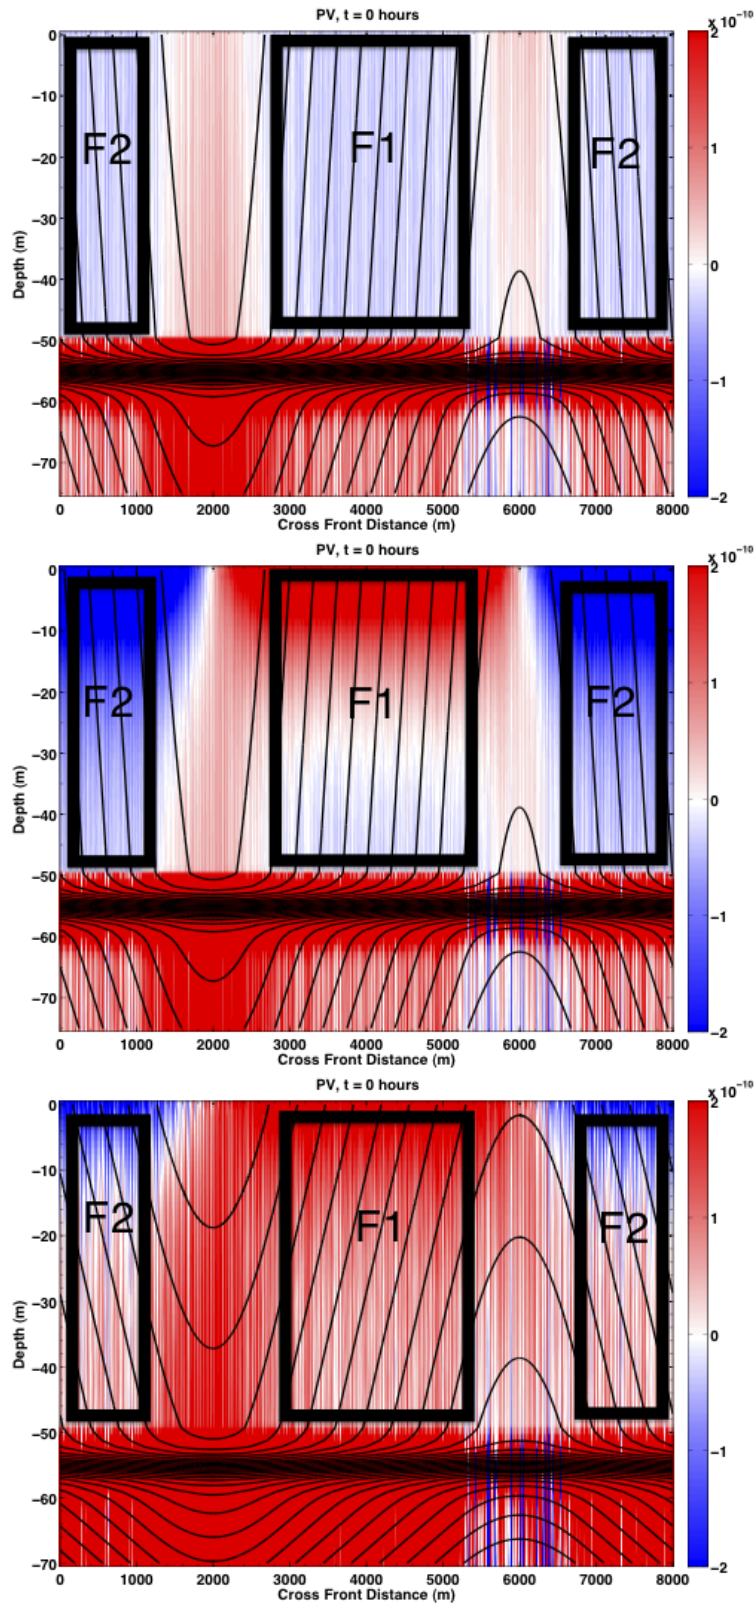 PV, t = 0 hours
x 10⁻¹⁰
0
−10
−20
−30
−40
−50
−60
−70
Depth (m)
F2
F1
F2
2
1
0
−1
−2
0 1000 2000 3000 4000 5000 6000 7000 8000
Cross Front Distance (m)
PV, t = 0 hours
x 10⁻¹⁰
0
−10
−20
−30
−40
−50
−60
−70
Depth (m)
F2
F1
F2
2
1
0
−1
−2
0 1000 2000 3000 4000 5000 6000 7000 8000
Cross Front Distance (m)
PV, t = 0 hours
x 10⁻¹⁰
0
−10
−20
−30
−40
−50
−60
−70
Depth (m)
F2
F1
F2
2
1
0
−1
−2
0 1000 2000 3000 4000 5000 6000 7000 8000
Cross Front Distance (m)